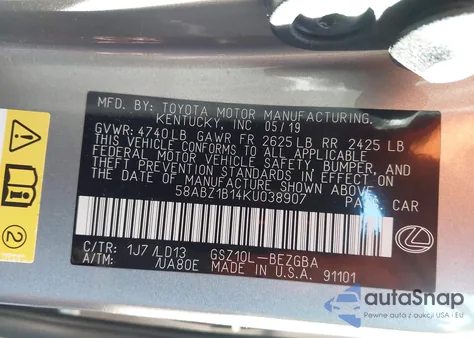 MFD. BY: TOYOTA MOTOR MANUFACTURING.
KENTUCKY, INC 05/19
GVWR: 4740LB GAWR FR 2625 LB RR 2425 LB
THIS VEHICLE CONFORMS TO ALL APPLICABLE
FEDERAL MOTOR VEHICLE SAFETY, BUMPER, AND
THEFT PREVENTION STANDARDS IN EFFECT ON
THE DATE OF MANUFACTURE SHOWN ABOVE.
58ABZ1B14KU038907 PASS. CAR
C/TR: 1J7 /LD13 GSZ10L-BEZGBA
A/TM: /UA80E MADE IN U.S.A. 91101
2
autoSnap
Pewne auta z aukcji USA i EU